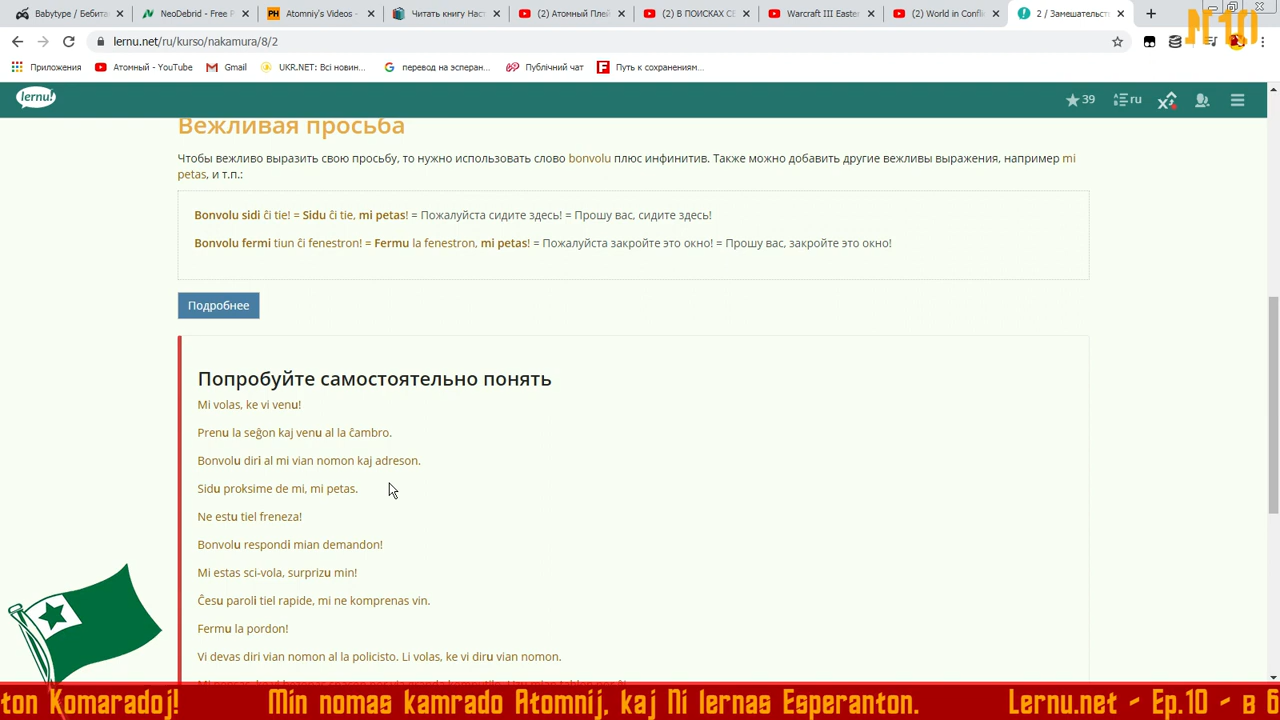 Babytype / Бебита
NeoDebrid - Free P
PH Atomniy's Videos -
Читать книгу Наст
(2) Атомный Плей
(2) В ПОИСКАХ СЕ
Warcraft III Easter
(2) World in Conflic
2 / Замешательст
N10
lernu.net/ru/kurso/nakamura/8/2
Приложения
Атомный - YouTube
Gmail
UKR.NET: Всі новин...
перевод на эсперан...
Публічний чат
Путь к сохранениям...
lernu!
39
ru
Вежливая просьба
Чтобы вежливо выразить свою просьбу, то нужно использовать слово bonvolu плюс инфинитив. Также можно добавить другие вежливы выражения, например mi
petas, и т.п.:
Bonvolu sidi ĉi tie! = Sidu ĉi tie, mi petas! = Пожалуйста сидите здесь! = Прошу вас, сидите здесь!
Bonvolu fermi tiun ĉi fenestron! = Fermu la fenestron, mi petas! = Пожалуйста закройте это окно! = Прошу вас, закройте это окно!
Подробнее
Попробуйте самостоятельно понять
Mi volas, ke vi venu!
Prenu la seĝon kaj venu al la ĉambro.
Bonvolu diri al mi vian nomon kaj adreson.
Sidu proksime de mi, mi petas.
Ne estu tiel freneza!
Bonvolu respondi mian demandon!
Mi estas sci-vola, surprizu min!
Ĉesu paroli tiel rapide, mi ne komprenas vin.
Fermu la pordon!
Vi devas diri vian nomon al la policisto. Li volas, ke vi diru vian nomon.
ton Komaradoj! Min nomas kamrado Atomnij, kaj Ni lernas Esperanton. Lernu.net - Ep.10 - в б